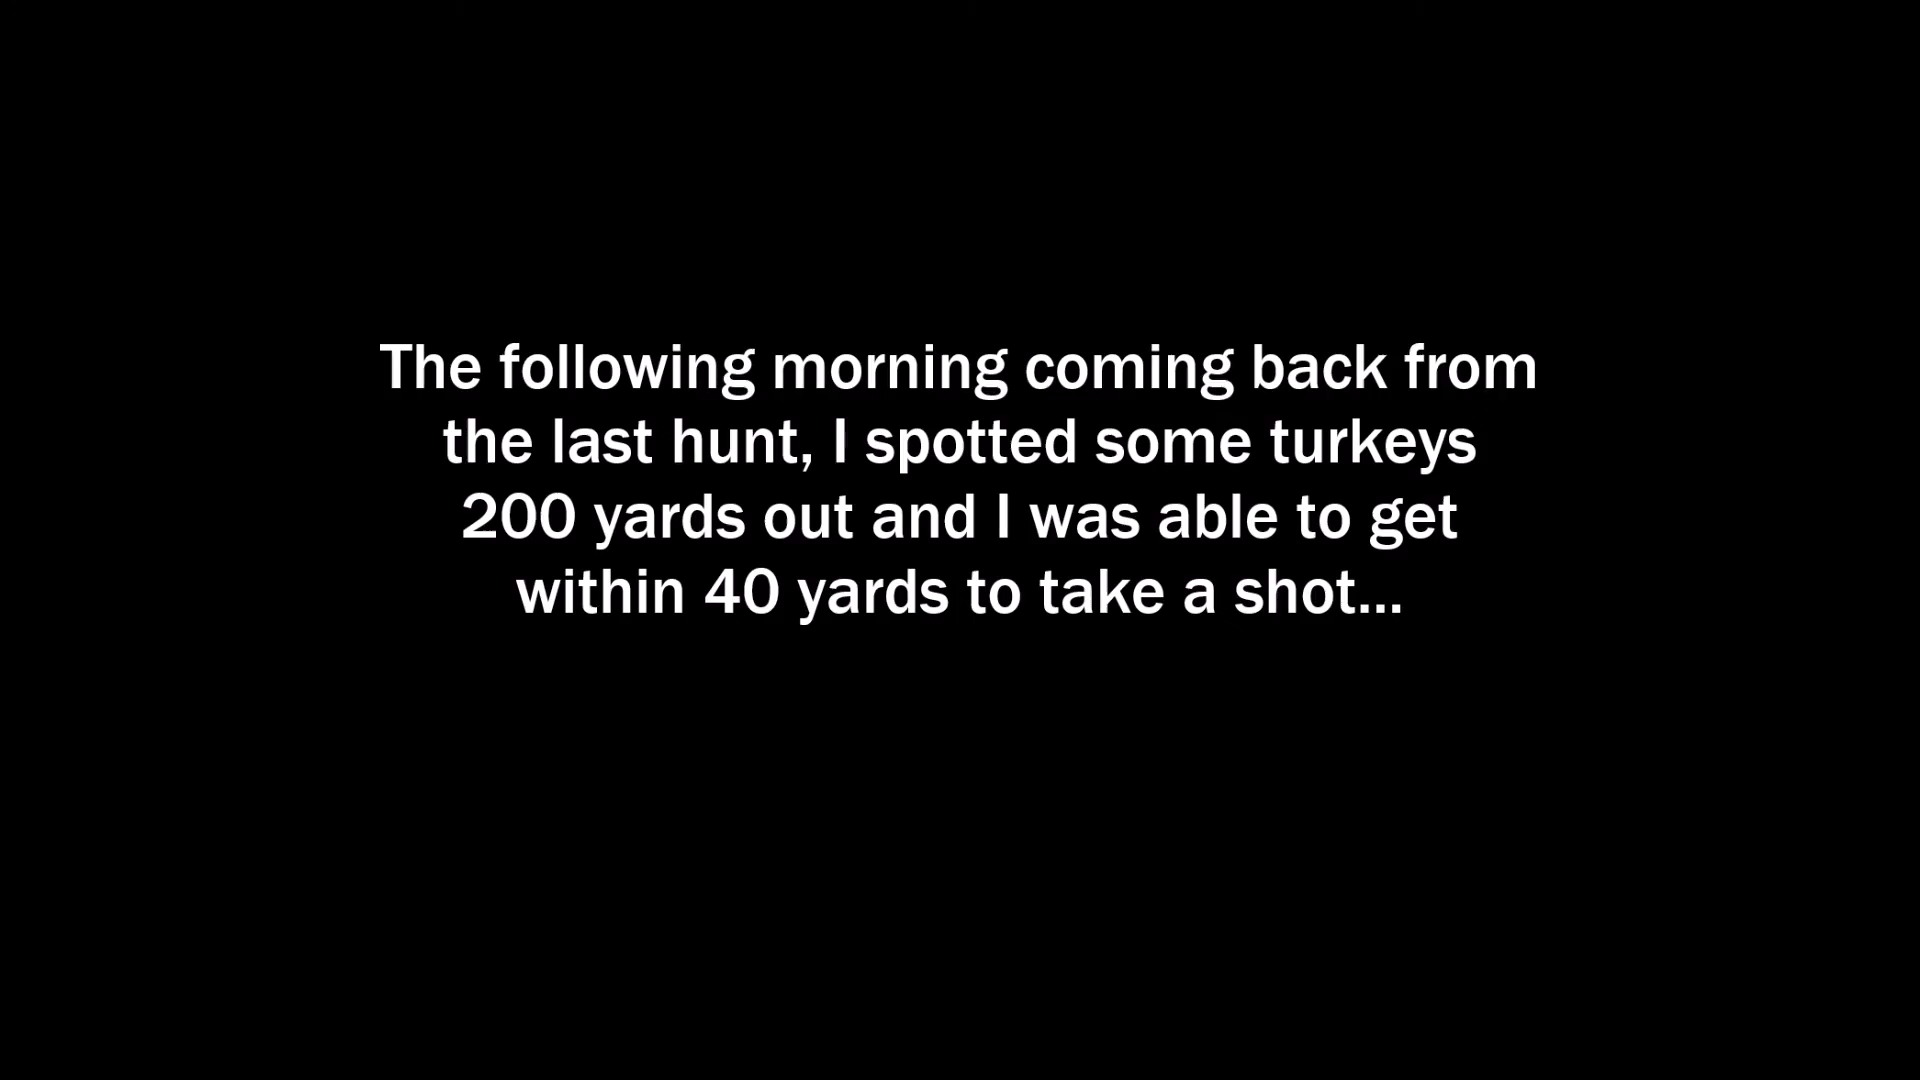 The following morning coming back from
the last hunt, I spotted some turkeys
200 yards out and I was able to get
within 40 yards to take a shot...